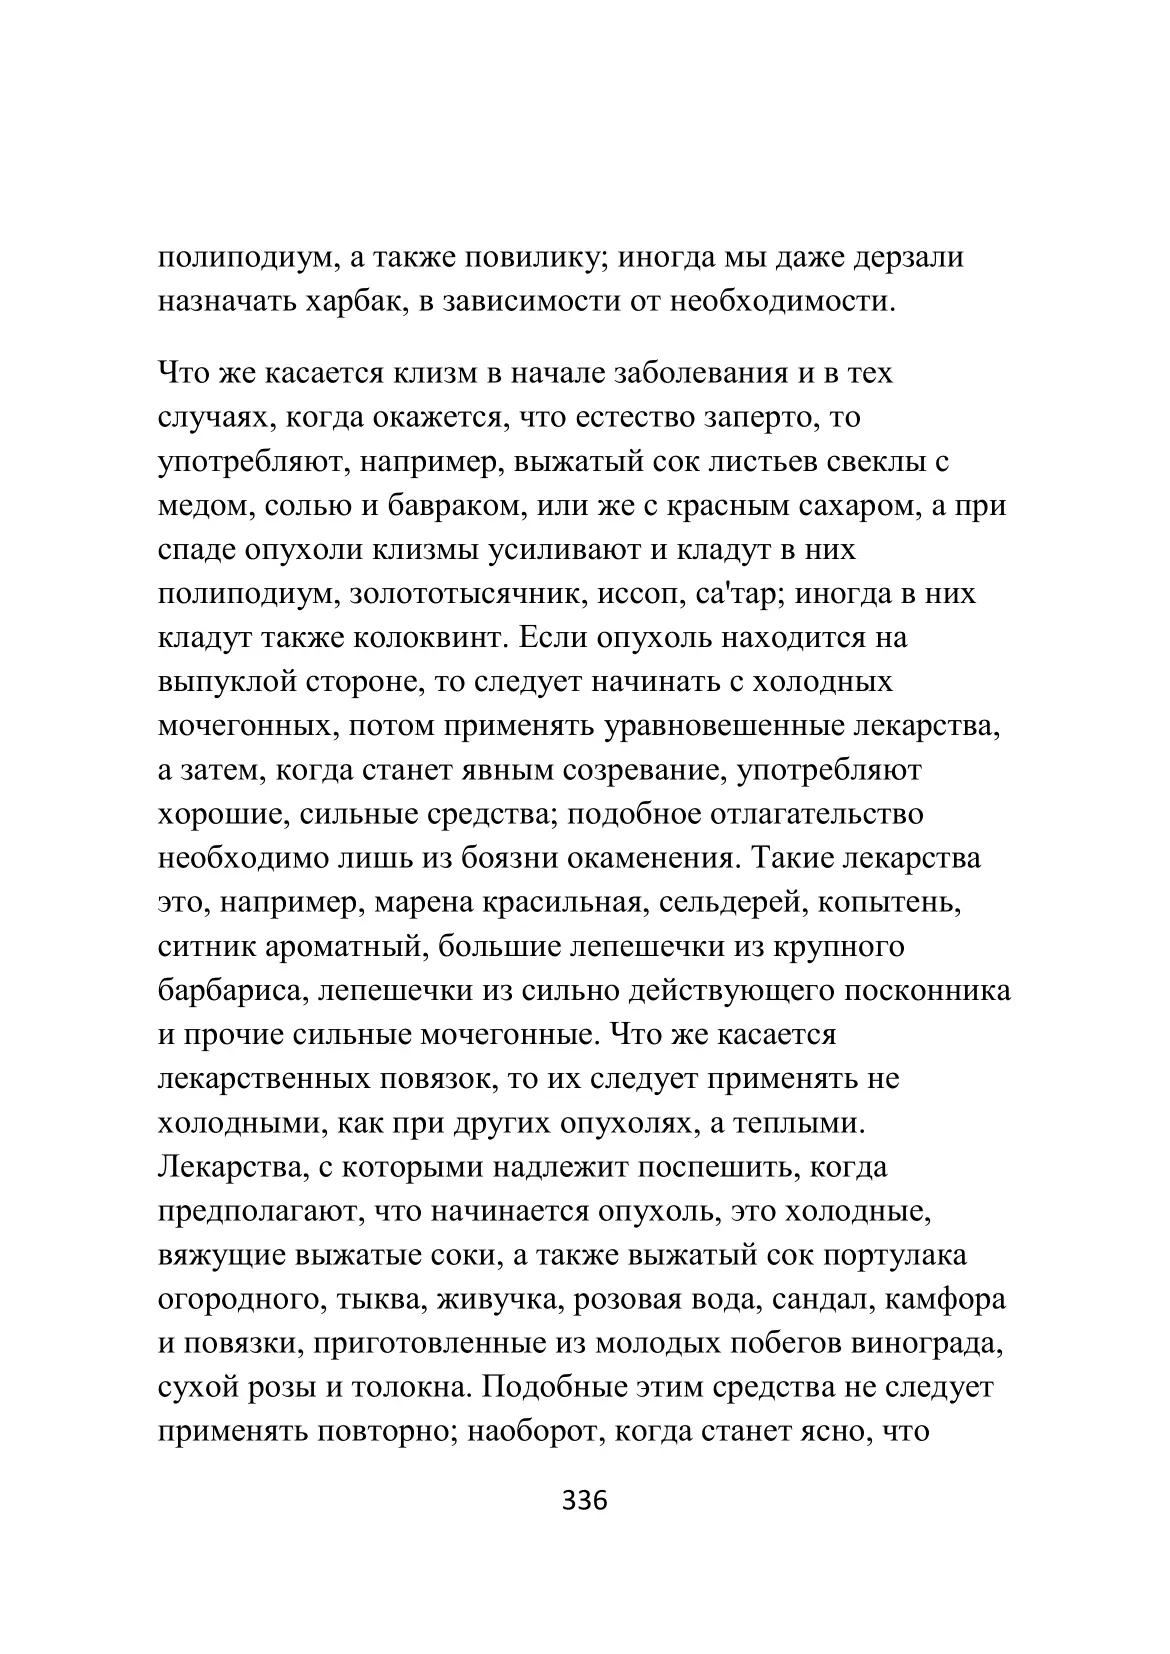 полиподиум, а также повилику; иногда мы даже дерзали
назначать харбак, в зависимости от необходимости.
Что же касается клизм в начале заболевания и в тех
случаях, когда окажется, что естество заперто, то
употребляют, например, выжатый сок листьев свеклы с
медом, солью и бавраком, или же с красным сахаром, а при
спаде опухоли клизмы усиливают и кладут в них
полиподиум, золототысячник, иссоп, са'тар; иногда в них
кладут также колоквинт. Если опухоль находится на
выпуклой стороне, то следует начинать с холодных
мочегонных, потом применять уравновешенные лекарства,
а затем, когда станет явным созревание, употребляют
хорошие, сильные средства; подобное отлагательство
необходимо лишь из боязни окаменения. Такие лекарства
это, например, марена красильная, сельдерей, копытень,
ситник ароматный, большие лепешечки из крупного
барбариса, лепешечки из сильно действующего посконника
и прочие сильные мочегонные. Что же касается
лекарственных повязок, то их следует применять не
холодными, как при других опухолях, а теплыми.
Лекарства, с которыми надлежит поспешить, когда
предполагают, что начинается опухоль, это холодные,
вяжущие выжатые соки, а также выжатый сок портулака
огородного, тыква, живучка, розовая вода, сандал, камфора
и повязки, приготовленные из молодых побегов винограда,
сухой розы и толокна. Подобные этим средства не следует
применять повторно; наоборот, когда станет ясно, что
336